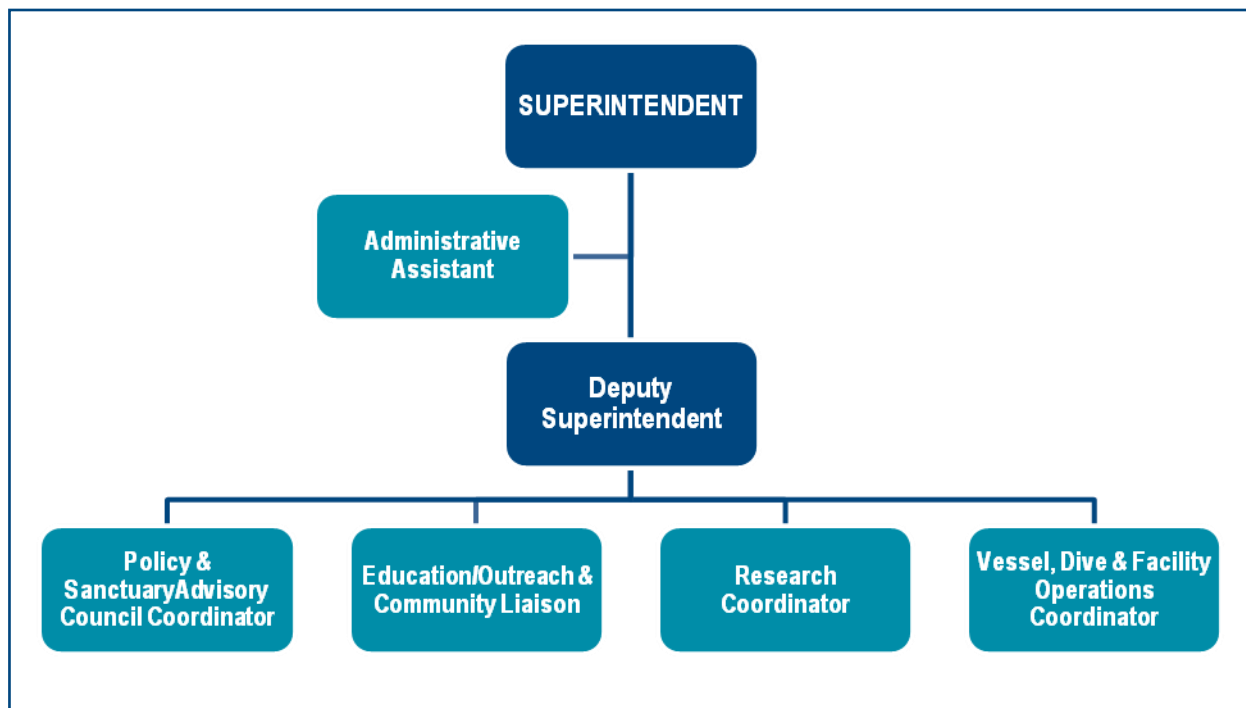 SUPERINTENDENT
Administrative
Assistant
Deputy
Superintendent
Policy &
SanctuaryAdvisory
Council Coordinator
Education/Outreach &
Community Liaison
Research
Coordinator
Vessel, Dive & Facility
Operations
Coordinator